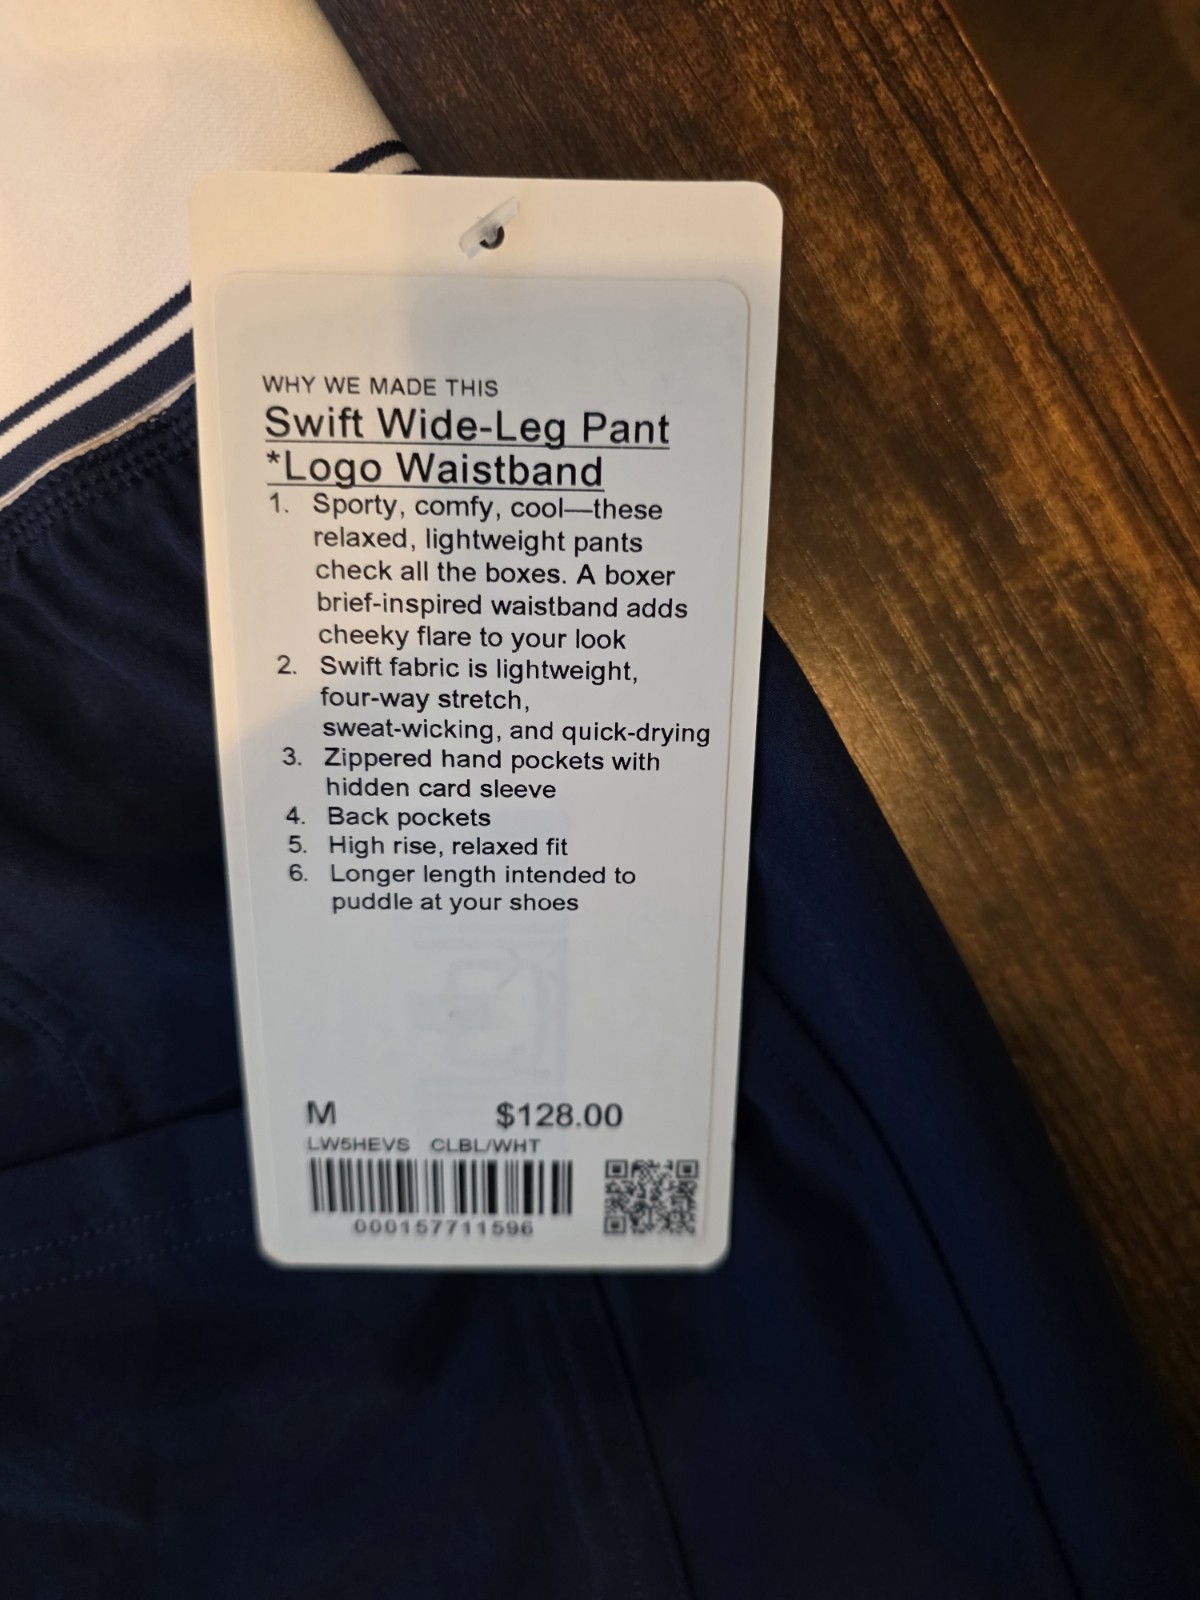 WHY WE MADE THIS
Swift Wide-Leg Pant
*Logo Waistband
1. Sporty, comfy, cool—these
relaxed, lightweight pants
check all the boxes. A boxer
brief-inspired waistband adds
cheeky flare to your look
2. Swift fabric is lightweight,
four-way stretch,
sweat-wicking, and quick-drying
3. Zippered hand pockets with
hidden card sleeve
4. Back pockets
5. High rise, relaxed fit
6. Longer length intended to
puddle at your shoes
M $128.00
LW5HEVS CLBL/WHT
000157711596